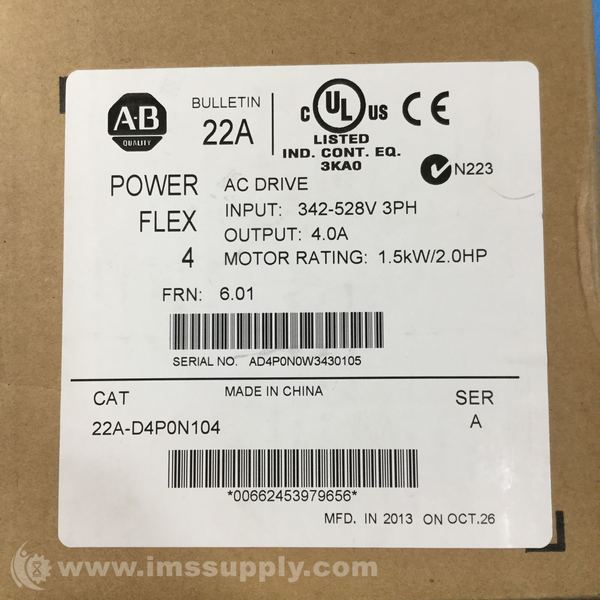 A-B
QUALITY
BULLETIN
22A
C UL US CE
LISTED
IND. CONT. EQ.
3KA0
N223
POWER
FLEX
4
AC DRIVE
INPUT: 342-528V 3PH
OUTPUT: 4.0A
MOTOR RATING: 1.5kW/2.0HP
FRN: 6.01
SERIAL NO. AD4P0N0W3430105
MADE IN CHINA
CAT
22A-D4P0N104
SER
A
*00662453979656*
MFD. IN 2013 ON OCT.26
© www.imssupply.com